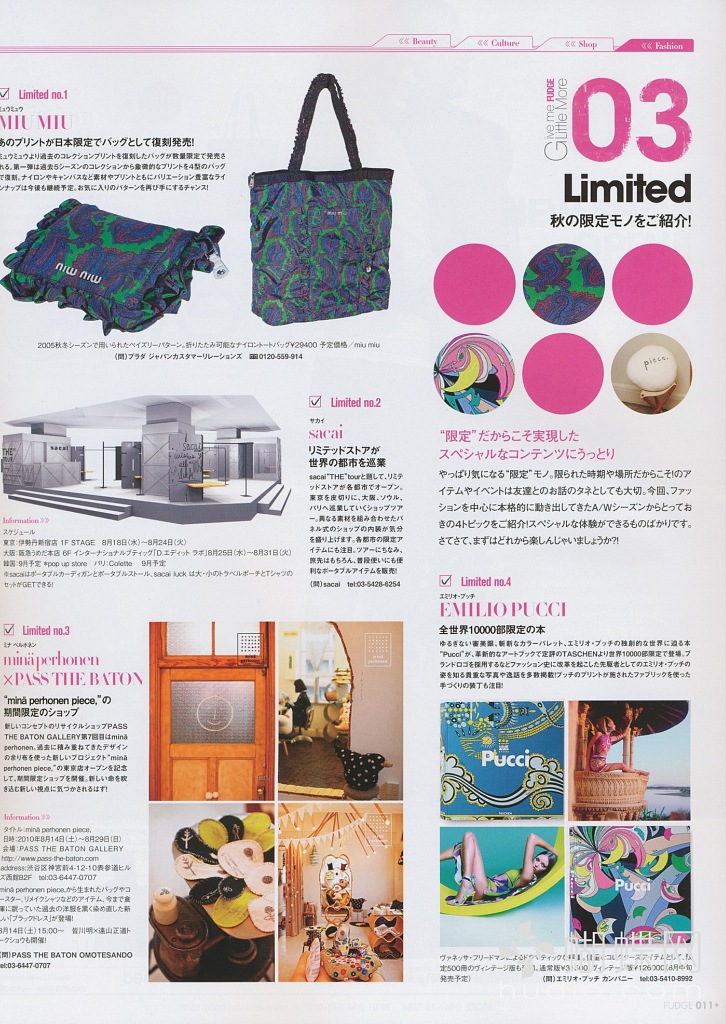 Beauty
Culture
Shop
Fashion
Give me FUDGE
a Little More
03
Limited
秋の限定モノをご紹介!
Limited no.1
ミュウミュウ
MIU MIU
あのプリントが日本限定でバッグとして復刻発売!
ミュウミュウより過去のコレクションプリントを復刻したバッグが数量限定で発売さ
れる。第一弾は過去5シーズンのコレクションから象徴的なプリントを4型のバッグ
で復刻。ナイロンやキャンバスなど素材やプリントともにバリエーション豊富なライ
ンナップは今後も継続予定。お気に入りのパターンを再び手にするチャンス!
miu miu
miu miu
2005秋冬シーズンで用いられたペイズリーパターン。折りたたみ可能なナイロントートバッグ¥29400 予定価格/miu miu
(問)プラダ ジャパンカスタマーリレーションズ 0120-559-914
piece,
“限定”だからこそ実現した
スペシャルなコンテンツにうっとり
やっぱり気になる“限定”モノ。限られた時期や場所だからこそ!のア
イテムやイベントは友達とのお話のタネとしても大切。今回、ファッ
ションを中心に本格的に動き出してきたA/Wシーズンからとってお
きの4トピックをご紹介!スペシャルな体験ができるものばかりです。
さてさて、まずはどれから楽しんじゃいましょうか?!
Limited no.2
サカイ
sacai
リミテッドストアが
世界の都市を巡業
sacai“THE”tourと題して、リミテ
ッドストアが各都市でオープン。
東京を皮切りに、大阪、ソウル、
パリへ巡業していくショップツア
ー。異なる素材を組み合わせたパ
ネル式のショップの内装が気分
を盛り上げます。各都市の限定ア
イテムにも注目。ツアーにちなみ、
旅先はもちろん、普段使いにも便
利なポータブルアイテムを販売!
(問)sacai tel:03-5428-6254
sacai
Information
スケジュール
東京:伊勢丹新宿店 1F STAGE 8月18日(水)〜8月24日(火)
大阪:阪急うめだ本店 6F インターナショナルブティック「D.エディット ラボ」8月25日(水)〜8月31日(火)
韓国:9月予定 *pop up store パリ:Colette 9月予定
※sacaiはポータブルカーディガンとポータブルストール、sacai luck は大・小のトラベルポーチとTシャツの
セットがGETできる!
Limited no.3
ミナ ペルホネン
minä perhonen
×PASS THE BATON
“minä perhonen piece,”の
期間限定のショップ
新しいコンセプトのリサイクルショップPASS
THE BATON GALLERY第7回目はminä
perhonen。過去に積み重ねてきたデザイン
の余り布を使った新しいプロジェクト“minä
perhonen piece,”の東京店オープンを記念
して、期間限定ショップを開催。新しい命を吹
き込む新しい視点に気づかされるはず!
Information
タイトル:minä perhonen piece,
日時:2010年8月14日(土)〜8月29日(日)
会場:PASS THE BATON GALLERY
http://www.pass-the-baton.com
address:渋谷区神宮前4-12-10表参道ヒル
ズ西館B2F tel:03-6447-0707
minä perhonen piece,から生まれたバッグやコ
ースター、リメイクシャツなどのアイテム、今まで倉
庫に眠っていた過去の洋服を黒く染め直した新
しい「ブラックドレス」が登場!
8月14日(土)15:00〜 皆川明×遠山正道ト
ークショウも開催!
(問)PASS THE BATON OMOTESANDO
tel:03-6447-0707
Limited no.4
エミリオ・プッチ
EMILIO PUCCI
全世界10000部限定の本
ゆるぎない審美眼、斬新なカラーパレット、エミリオ・プッチの独創的な世界に迫る本
“Pucci”が、革新的なアートブックで定評のTASCHENより世界10000部限定で登場。ブ
ランドロゴを採用するなどファッション史に改革を起こした先駆者としてのエミリオ・プッチの
姿を知る貴重な写真や逸話を多数掲載!プッチのプリントが施されたファブリックを使った
手づくりの装丁も注目!
Pucci
TASCHEN
Pucci
(問)エミリオ・プッチ カンパニー tel:03-5410-8992
発売予定)
FUDGE 011